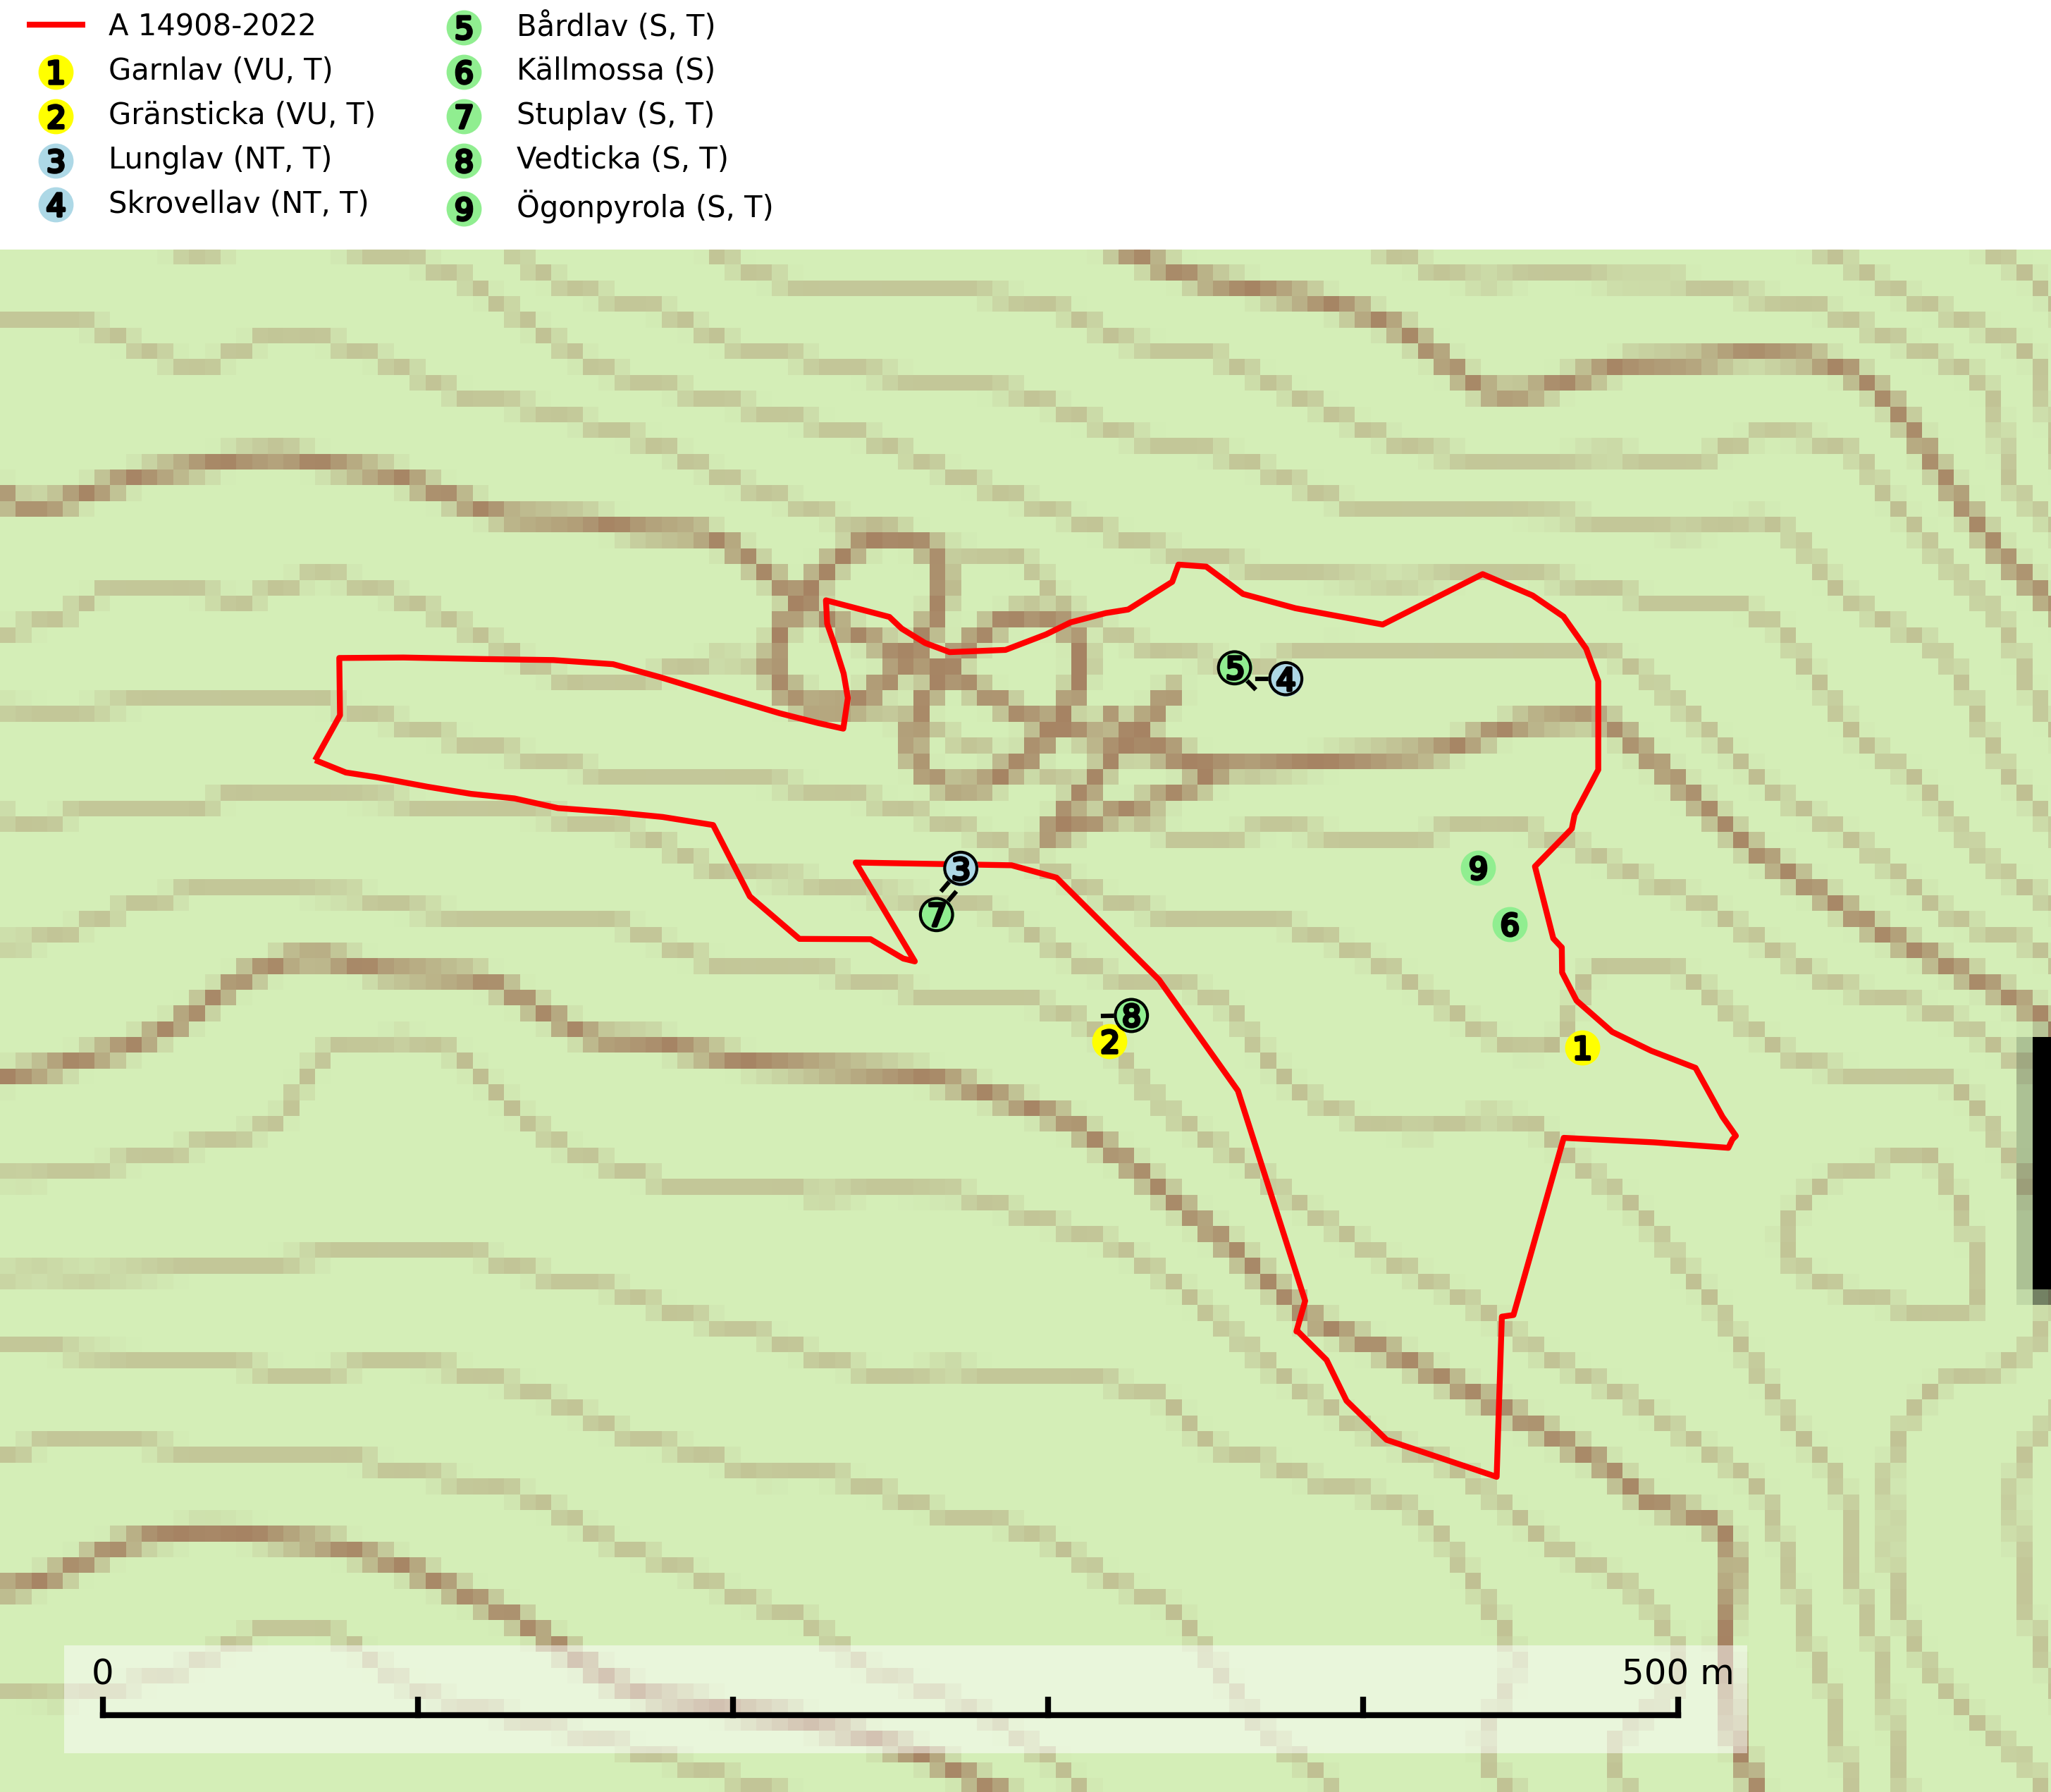 A 14908-2022
1 Garnlav (VU, T)
2 Gränsticka (VU, T)
3 Lunglav (NT, T)
4 Skrovellav (NT, T)
5 Bårdlav (S, T)
6 Källmossa (S)
7 Stuplav (S, T)
8 Vedticka (S, T)
9 Ögonpyrola (S, T)
5
4
3
9
7
6
8
2
1
0
500 m